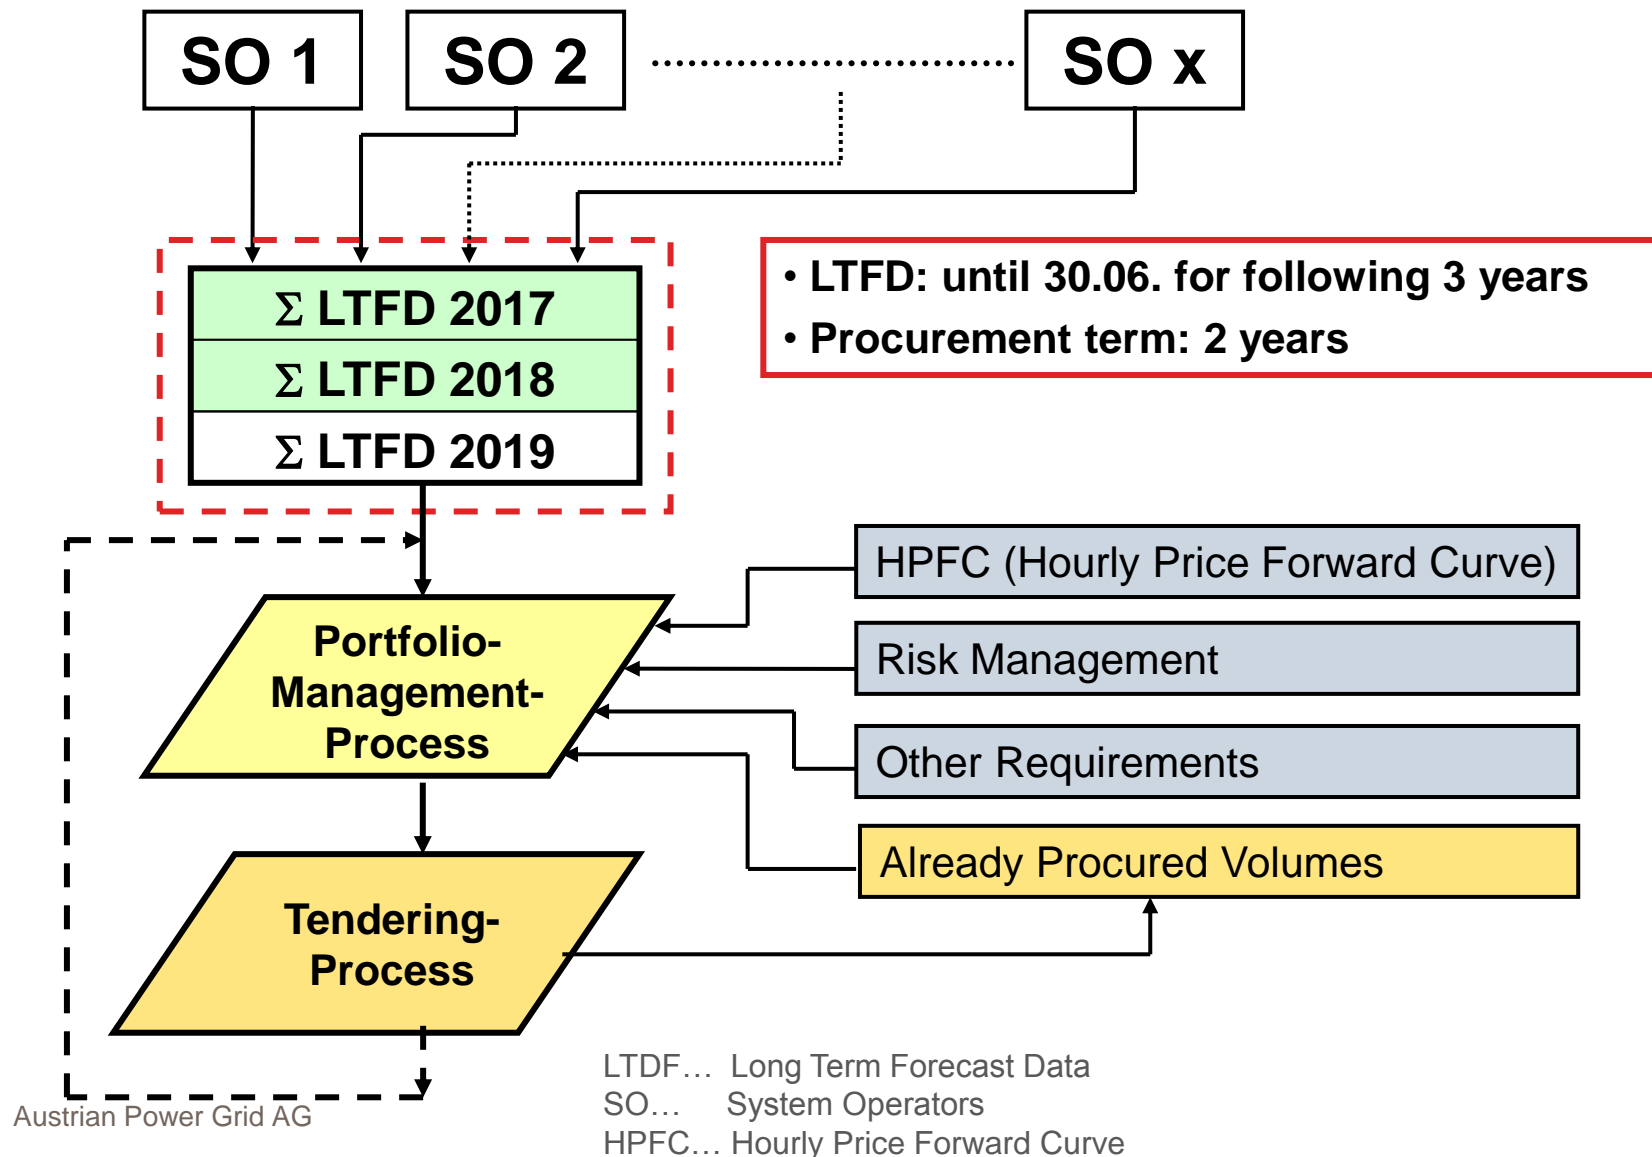 SO 1
SO 2
SO x
Σ LTFD 2017
Σ LTFD 2018
Σ LTFD 2019
• LTFD: until 30.06. for following 3 years
• Procurement term: 2 years
HPFC (Hourly Price Forward Curve)
Risk Management
Other Requirements
Already Procured Volumes
Portfolio-
Management-
Process
Tendering-
Process
LTDF… Long Term Forecast Data
SO… System Operators
HPFC… Hourly Price Forward Curve
Austrian Power Grid AG